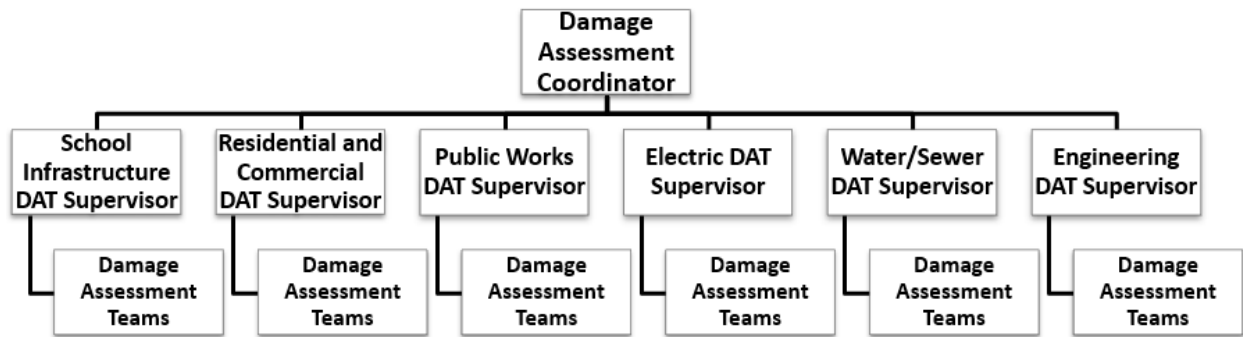 Damage
Assessment
Coordinator
School
Infrastructure
DAT Supervisor
Residential and
Commercial
DAT Supervisor
Public Works
DAT Supervisor
Electric DAT
Supervisor
Water/Sewer
DAT Supervisor
Engineering
DAT Supervisor
Damage
Assessment
Teams
Damage
Assessment
Teams
Damage
Assessment
Teams
Damage
Assessment
Teams
Damage
Assessment
Teams
Damage
Assessment
Teams